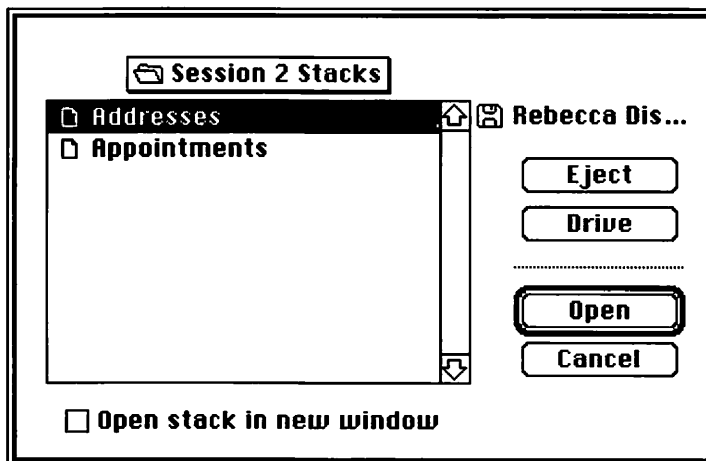 Session 2 Stacks
Addresses
Appointments
Rebecca Dis...
Eject
Drive
Open
Cancel
Open stack in new window